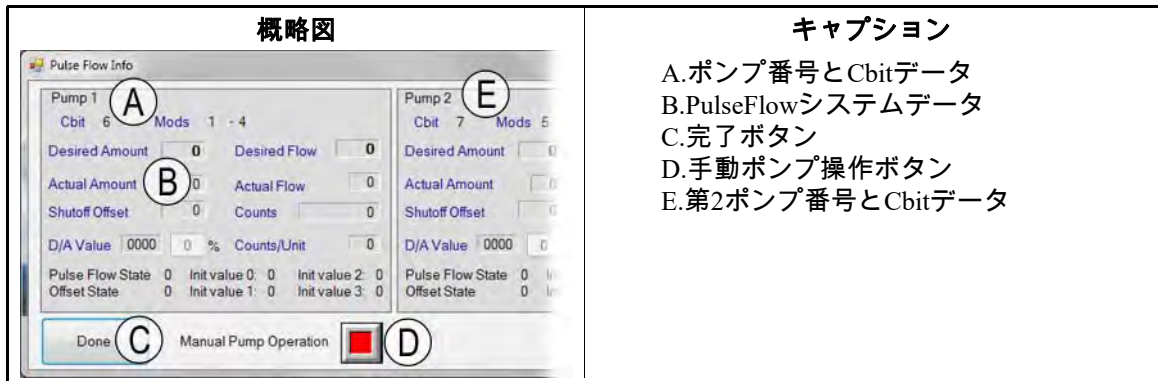 概略図
キャプション
Pulse Flow Info
Pump 1
A
Cbit 6 Mods 1 - 4
Desired Amount 0 Desired Flow 0
Actual Amount B 0 Actual Flow 0
Shutoff Offset 0 Counts 0
D/A Value 0000 0 % Counts/Unit 0
Pulse Flow State 0 Init value 0: 0 Init value 2: 0
Offset State 0 Init value 1: 0 Init value 3: 0
Pump 2
E
Cbit 7 Mods 5
Desired Amount 0
Actual Amount
Shutoff Offset
D/A Value 0000 0
Pulse Flow State 0
Offset State 0
Done C Manual Pump Operation D
A.ポンプ番号とCbitデータ
B.PulseFlowシステムデータ
C.完了ボタン
D.手動ポンプ操作ボタン
E.第2ポンプ番号とCbitデータ